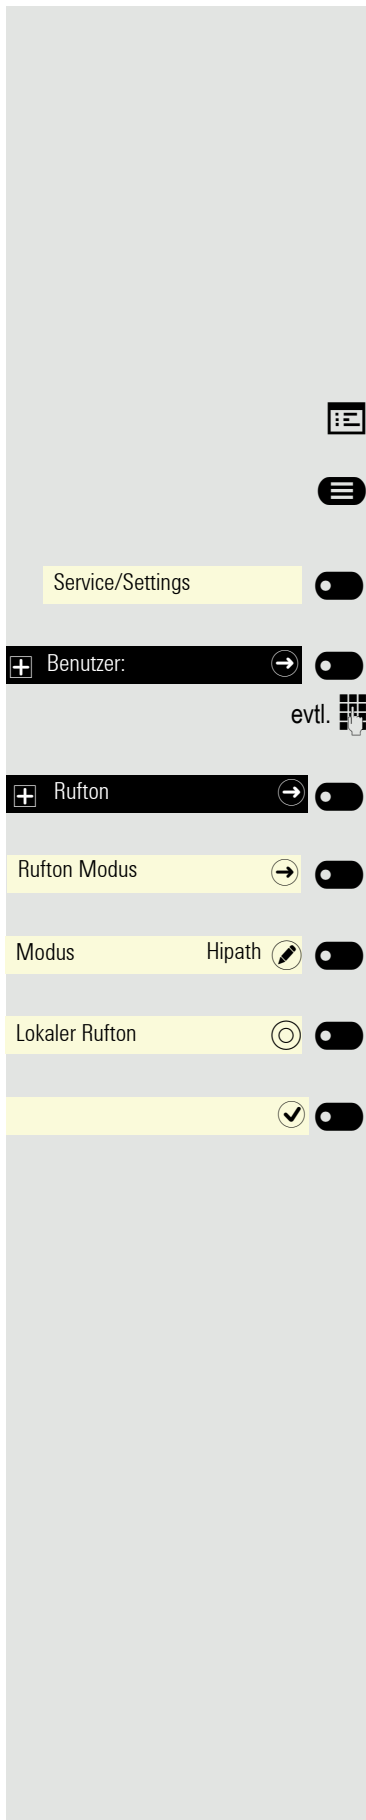 Service/Settings
Benutzer:
evtl.
Rufton
Rufton Modus
Modus Hipath
Lokaler Rufton